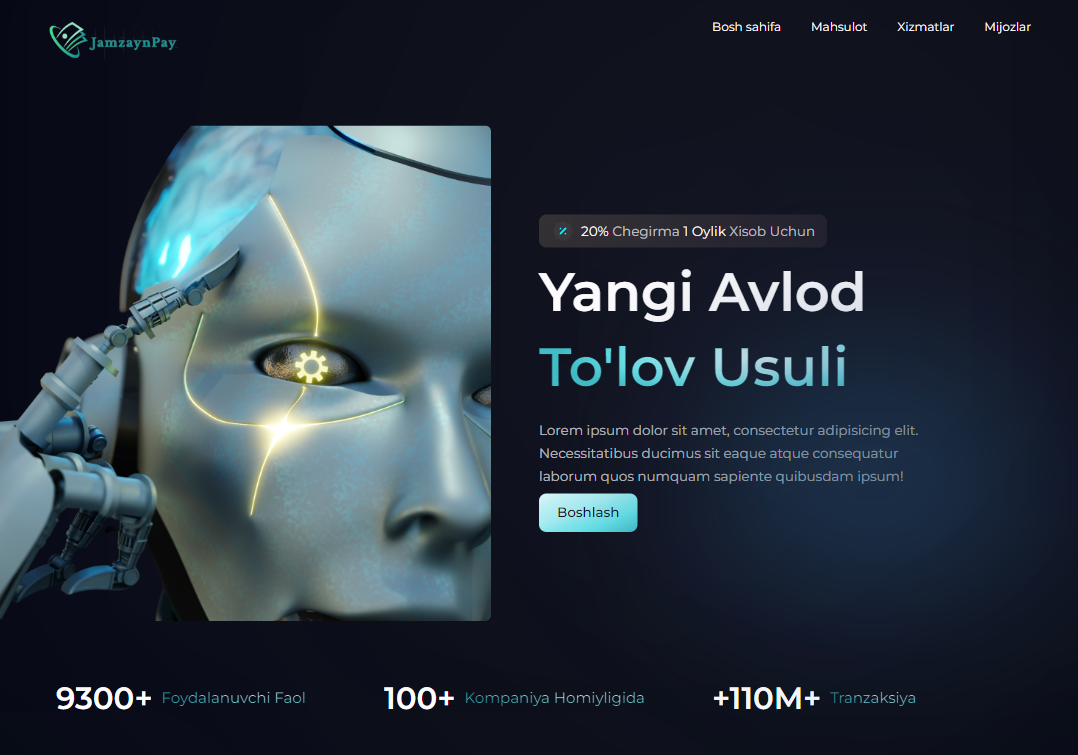 JamzaynPay
Bosh sahifa Mahsulot Xizmatlar Mijozlar
20% Chegirma 1 Oylik Xisob Uchun
Yangi Avlod
To'lov Usuli
Lorem ipsum dolor sit amet, consectetur adipisicing elit.
Necessitatibus ducimus sit eaque atque consequatur
laborum quos numquam sapiente quibusdam ipsum!
Boshlash
9300+ Foydalanuvchi Faol
100+ Kompaniya Homiyligida
+110M+ Tranzaksiya